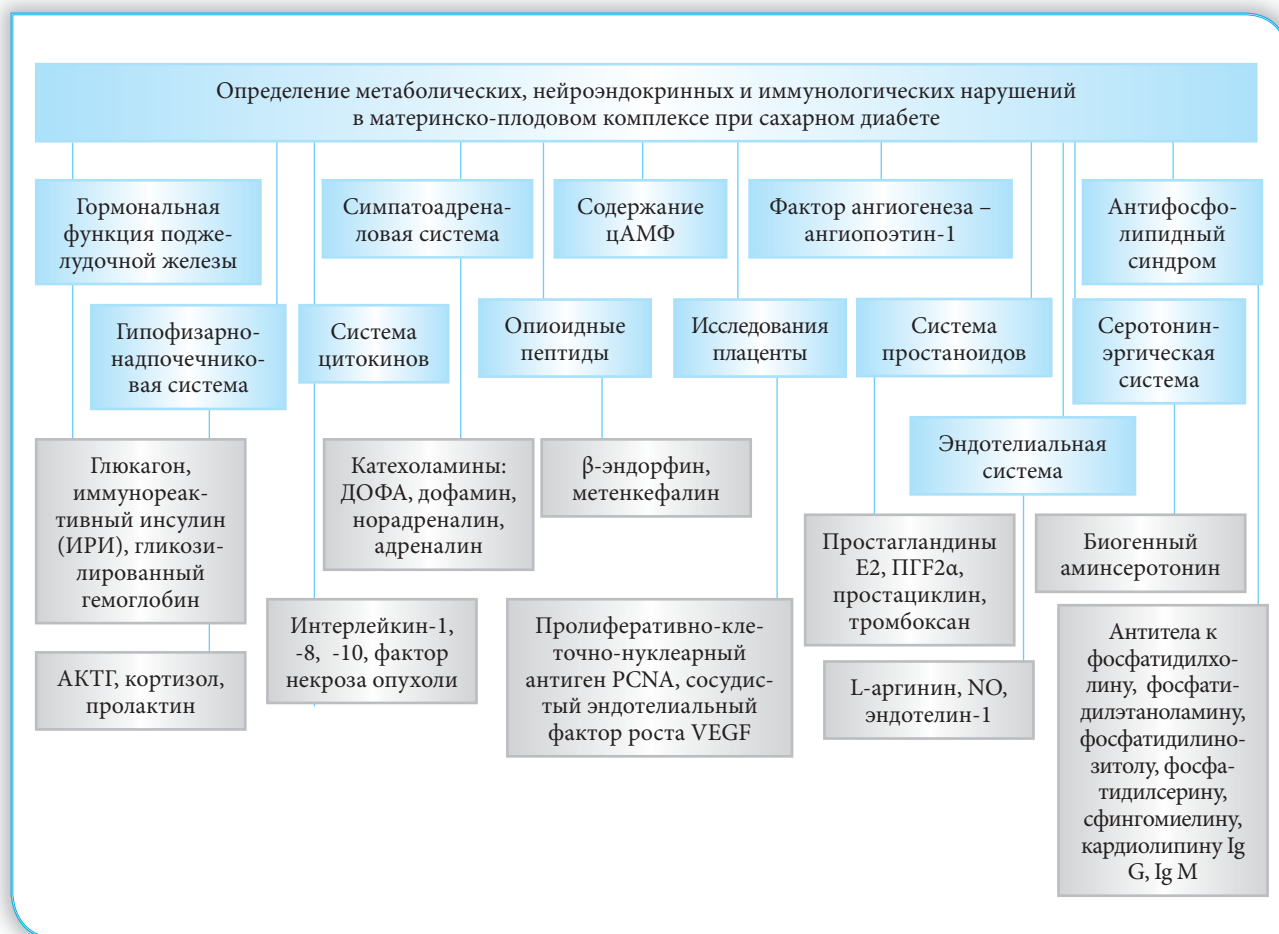 Определение метаболических, нейроэндокринных и иммунологических нарушений
в материнско-плодовом комплексе при сахарном диабете
Гормональная
функция подже-
лудочной железы
Симпатоадрена-
ловая система
Содержание
цАМФ
Фактор ангиогенеза –
ангиопоэтин-1
Антифосфо-
липидный
синдром
Гипофизарно-
надпочечнико-
вая система
Система
цитокинов
Опиоидные
пептиды
Исследования
плаценты
Система
простаноидов
Серотонин-
эргическая
система
Эндотелиальная
система
Глюкагон,
иммунореак-
тивный инсулин
(ИРИ), гликози-
лированный
гемоглобин
Катехоламины:
ДОФА, дофамин,
норадреналин,
адреналин
β-эндорфин,
метенкефалин
Простагландины
Е2, ПГF2α,
простациклин,
тромбоксан
Биогенный
аминсеротонин
АКТГ, кортизол,
пролактин
Интерлейкин-1,
-8, -10, фактор
некроза опухоли
Пролиферативно-кле-
точно-нуклеарный
антиген PCNA, сосудис-
тый эндотелиальный
фактор роста VEGF
L-аргинин, NO,
эндотелин-1
Антитела к
фосфатидилхо-
лину, фосфати-
дилэтаноламину,
фосфатидилино-
зитолу, фосфа-
тидилсерину,
сфингомиелину,
кардиолипину Ig
G, Ig M